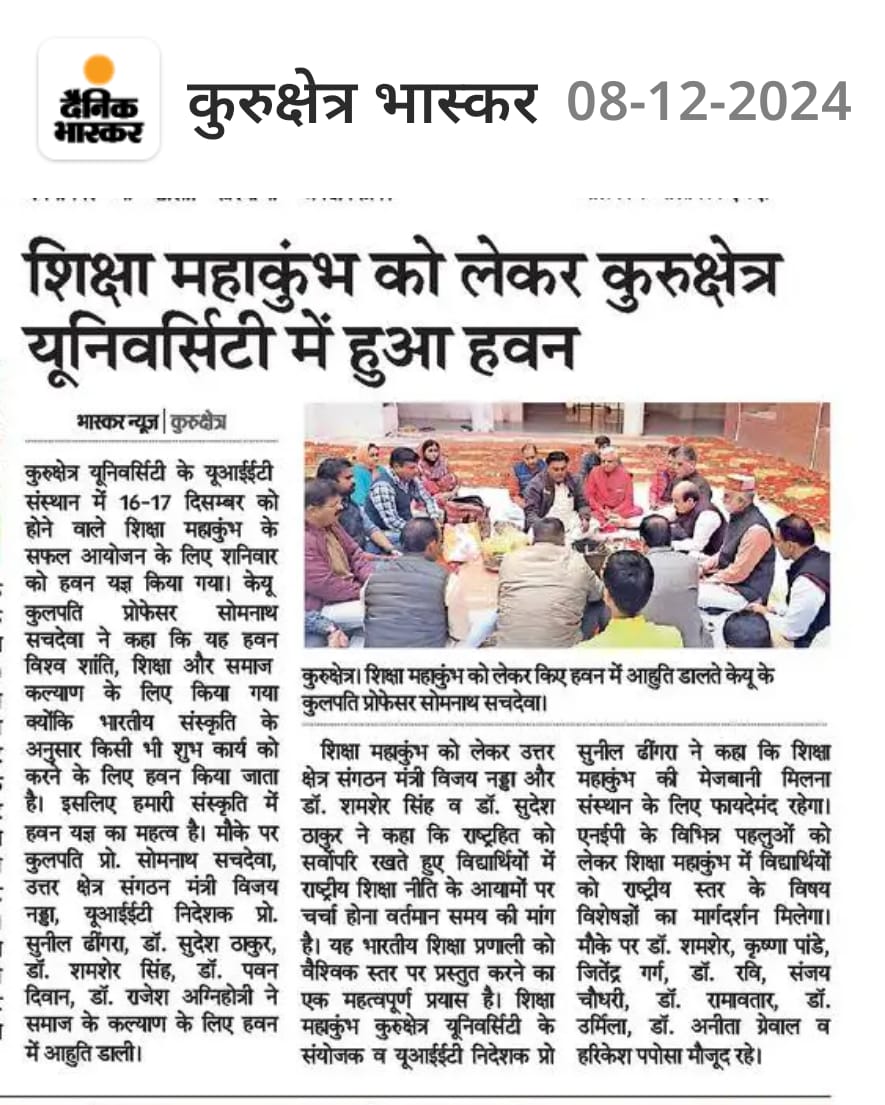 दैनिक
भास्कर
कुरुक्षेत्र भास्कर 08-12-2024
शिक्षा महाकुंभ को लेकर कुरुक्षेत्र
यूनिवर्सिटी में हुआ हवन
भास्कर न्यूज | कुरुक्षेत्र
कुरुक्षेत्र यूनिवर्सिटी के यूआईईटी
संस्थान में 16-17 दिसम्बर को
होने वाले शिक्षा महाकुंभ के
सफल आयोजन के लिए शनिवार
को हवन यज्ञ किया गया। केयू
कुलपति प्रोफेसर सोमनाथ
सचदेवा ने कहा कि यह हवन
विश्व शांति, शिक्षा और समाज
कल्याण के लिए किया गया
क्योंकि भारतीय संस्कृति के
अनुसार किसी भी शुभ कार्य को
करने के लिए हवन किया जाता
है। इसलिए हमारी संस्कृति में
हवन यज्ञ का महत्व है। मौके पर
कुलपति प्रो. सोमनाथ सचदेवा,
उत्तर क्षेत्र संगठन मंत्री विजय
नड्डा, यूआईईटी निदेशक प्रो.
सुनील ढींगरा, डॉ. सुदेश ठाकुर,
डॉ. शमशेर सिंह, डॉ. पवन
दिवान, डॉ. राजेश अग्निहोत्री ने
समाज के कल्याण के लिए हवन
में आहुति डाली।
कुरुक्षेत्र। शिक्षा महाकुंभ को लेकर किए हवन में आहुति डालते केयू के
कुलपति प्रोफेसर सोमनाथ सचदेवा।
शिक्षा महाकुंभ को लेकर उत्तर
क्षेत्र संगठन मंत्री विजय नड्डा और
डॉ. शमशेर सिंह व डॉ. सुदेश
ठाकुर ने कहा कि राष्ट्रहित को
सर्वोपरि रखते हुए विद्यार्थियों में
राष्ट्रीय शिक्षा नीति के आयामों पर
चर्चा होना वर्तमान समय की मांग
है। यह भारतीय शिक्षा प्रणाली को
वैश्विक स्तर पर प्रस्तुत करने का
एक महत्वपूर्ण प्रयास है। शिक्षा
महाकुंभ कुरुक्षेत्र यूनिवर्सिटी के
संयोजक व यूआईईटी निदेशक प्रो
सुनील ढींगरा ने कहा कि शिक्षा
महाकुंभ की मेजबानी मिलना
संस्थान के लिए फायदेमंद रहेगा।
एनईपी के विभिन्न पहलुओं को
लेकर शिक्षा महाकुंभ में विद्यार्थियों
को राष्ट्रीय स्तर के विषय
विशेषज्ञों का मार्गदर्शन मिलेगा।
मौके पर डॉ. शमशेर, कृष्णा पांडे,
जितेंद्र गर्ग, डॉ. रवि, संजय
चौधरी, डॉ. रामावतार, डॉ.
उर्मिला, डॉ. अनीता ग्रेवाल व
हरिकेश पपोसा मौजूद रहे।